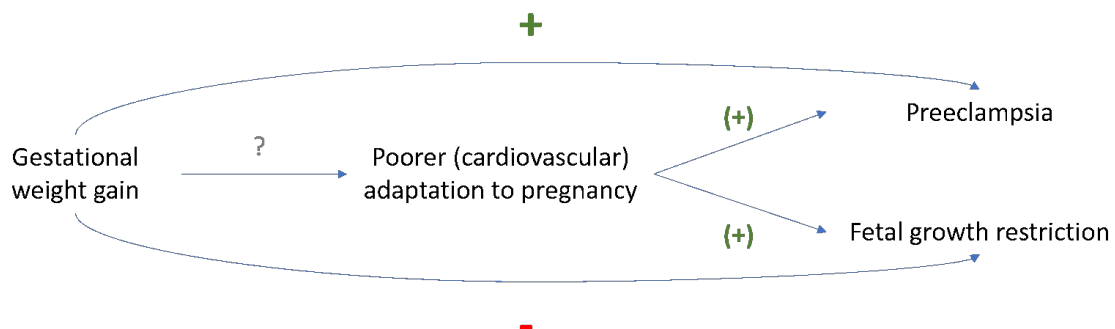 +
(+)
Preeclampsia
?
Gestational
weight gain
Poorer (cardiovascular)
adaptation to pregnancy
(+)
Fetal growth restriction
-